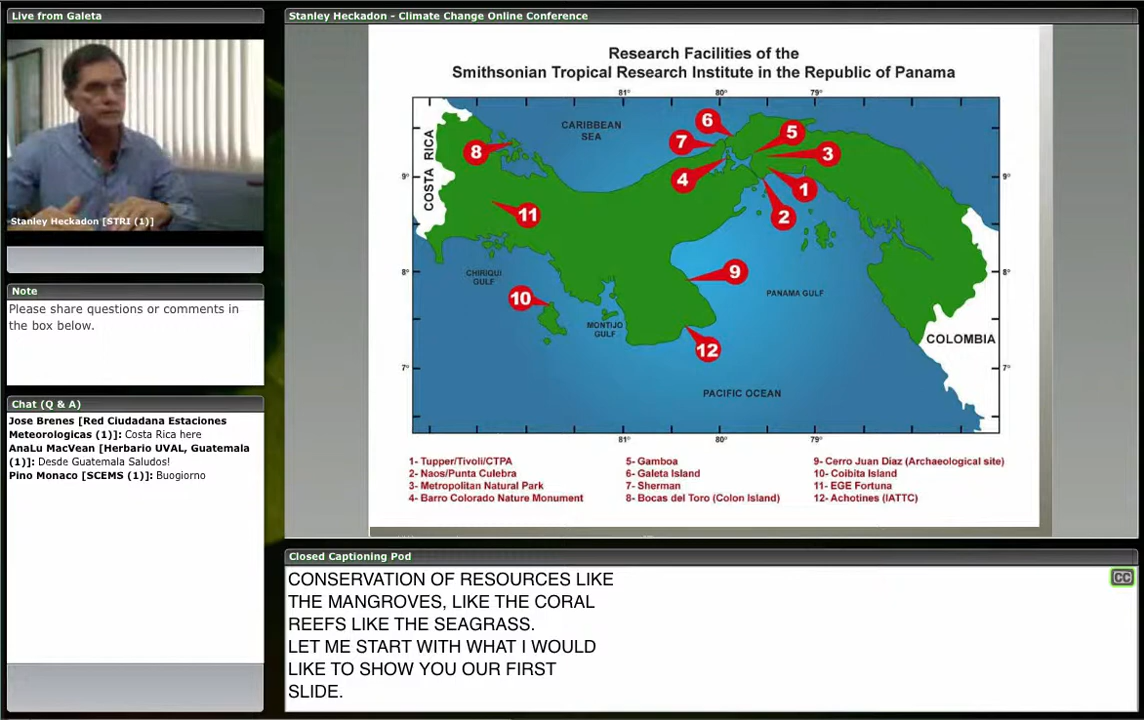 Live from Galeta
Stanley Heckadon [STRI (1)]
Note
Please share questions or comments in
the box below.
Chat (Q & A)
Jose Brenes [Red Ciudadana Estaciones
Meteorologicas (1)]: Costa Rica here
AnaLu MacVean [Herbario UVAL, Guatemala
(1)]: Desde Guatemala Saludos!
Pino Monaco [SCEMS (1)]: Buogiorno
Stanley Heckadon - Climate Change Online Conference
Research Facilities of the
Smithsonian Tropical Research Institute in the Republic of Panama
81° 80° 79°
CARIBBEAN
SEA
COSTA RICA
6
5
7
8
3
4
9° 9°
1
11
2
8° 8°
CHIRIQUI
GULF
9
PANAMA GULF
10
MONTIJO
GULF
COLOMBIA
12
7° 7°
PACIFIC OCEAN
81° 80° 79°
1- Tupper/Tivoli/CTPA
2- Naos/Punta Culebra
3- Metropolitan Natural Park
4- Barro Colorado Nature Monument
5- Gamboa
6- Galeta Island
7- Sherman
8- Bocas del Toro (Colon Island)
9- Cerro Juan Diaz (Archaeological site)
10- Coibita Island
11- EGE Fortuna
12- Achotines (IATTC)
Closed Captioning Pod
CC
CONSERVATION OF RESOURCES LIKE
THE MANGROVES, LIKE THE CORAL
REEFS LIKE THE SEAGRASS.
LET ME START WITH WHAT I WOULD
LIKE TO SHOW YOU OUR FIRST
SLIDE.